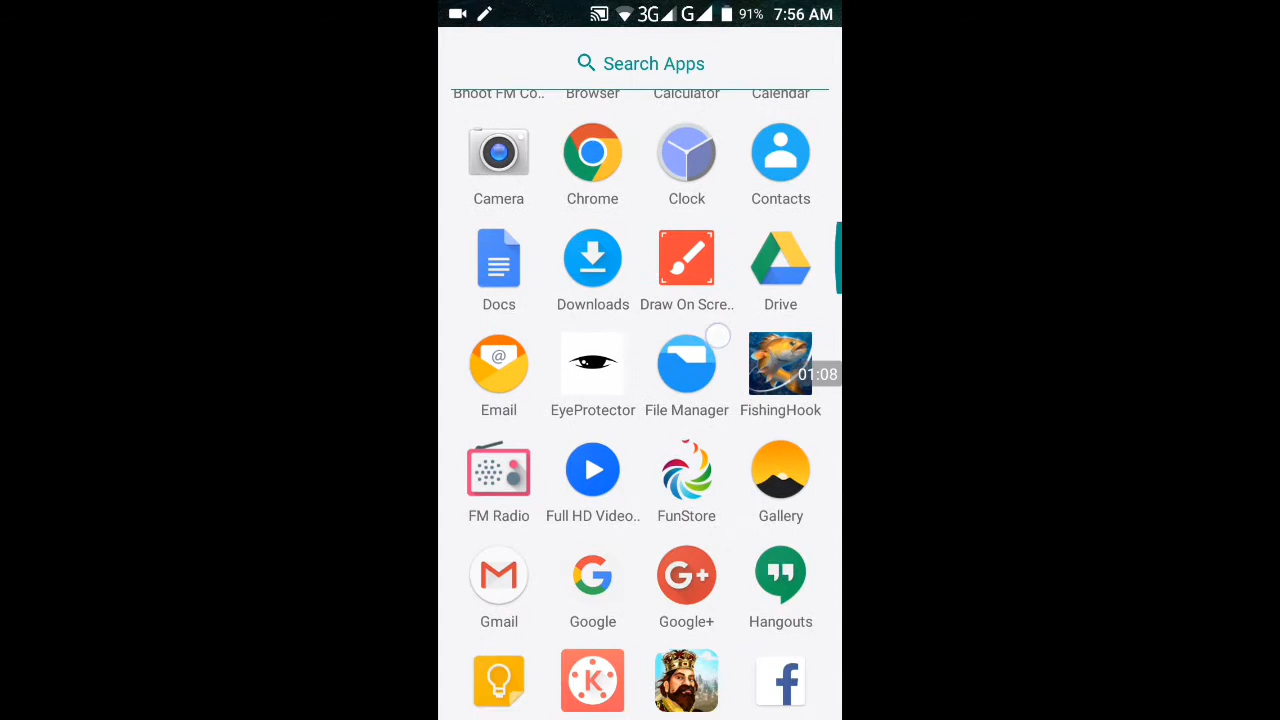 3G G 91% 7:56 AM
Search Apps
Bhoot FM Co.. Browser Calculator Calendar
Camera Chrome Clock Contacts
Docs Downloads Draw On Scre.. Drive
@
Email EyeProtector File Manager FishingHook
01:08
FM Radio Full HD Video.. FunStore Gallery
G G+
Gmail Google Google+ Hangouts
K f